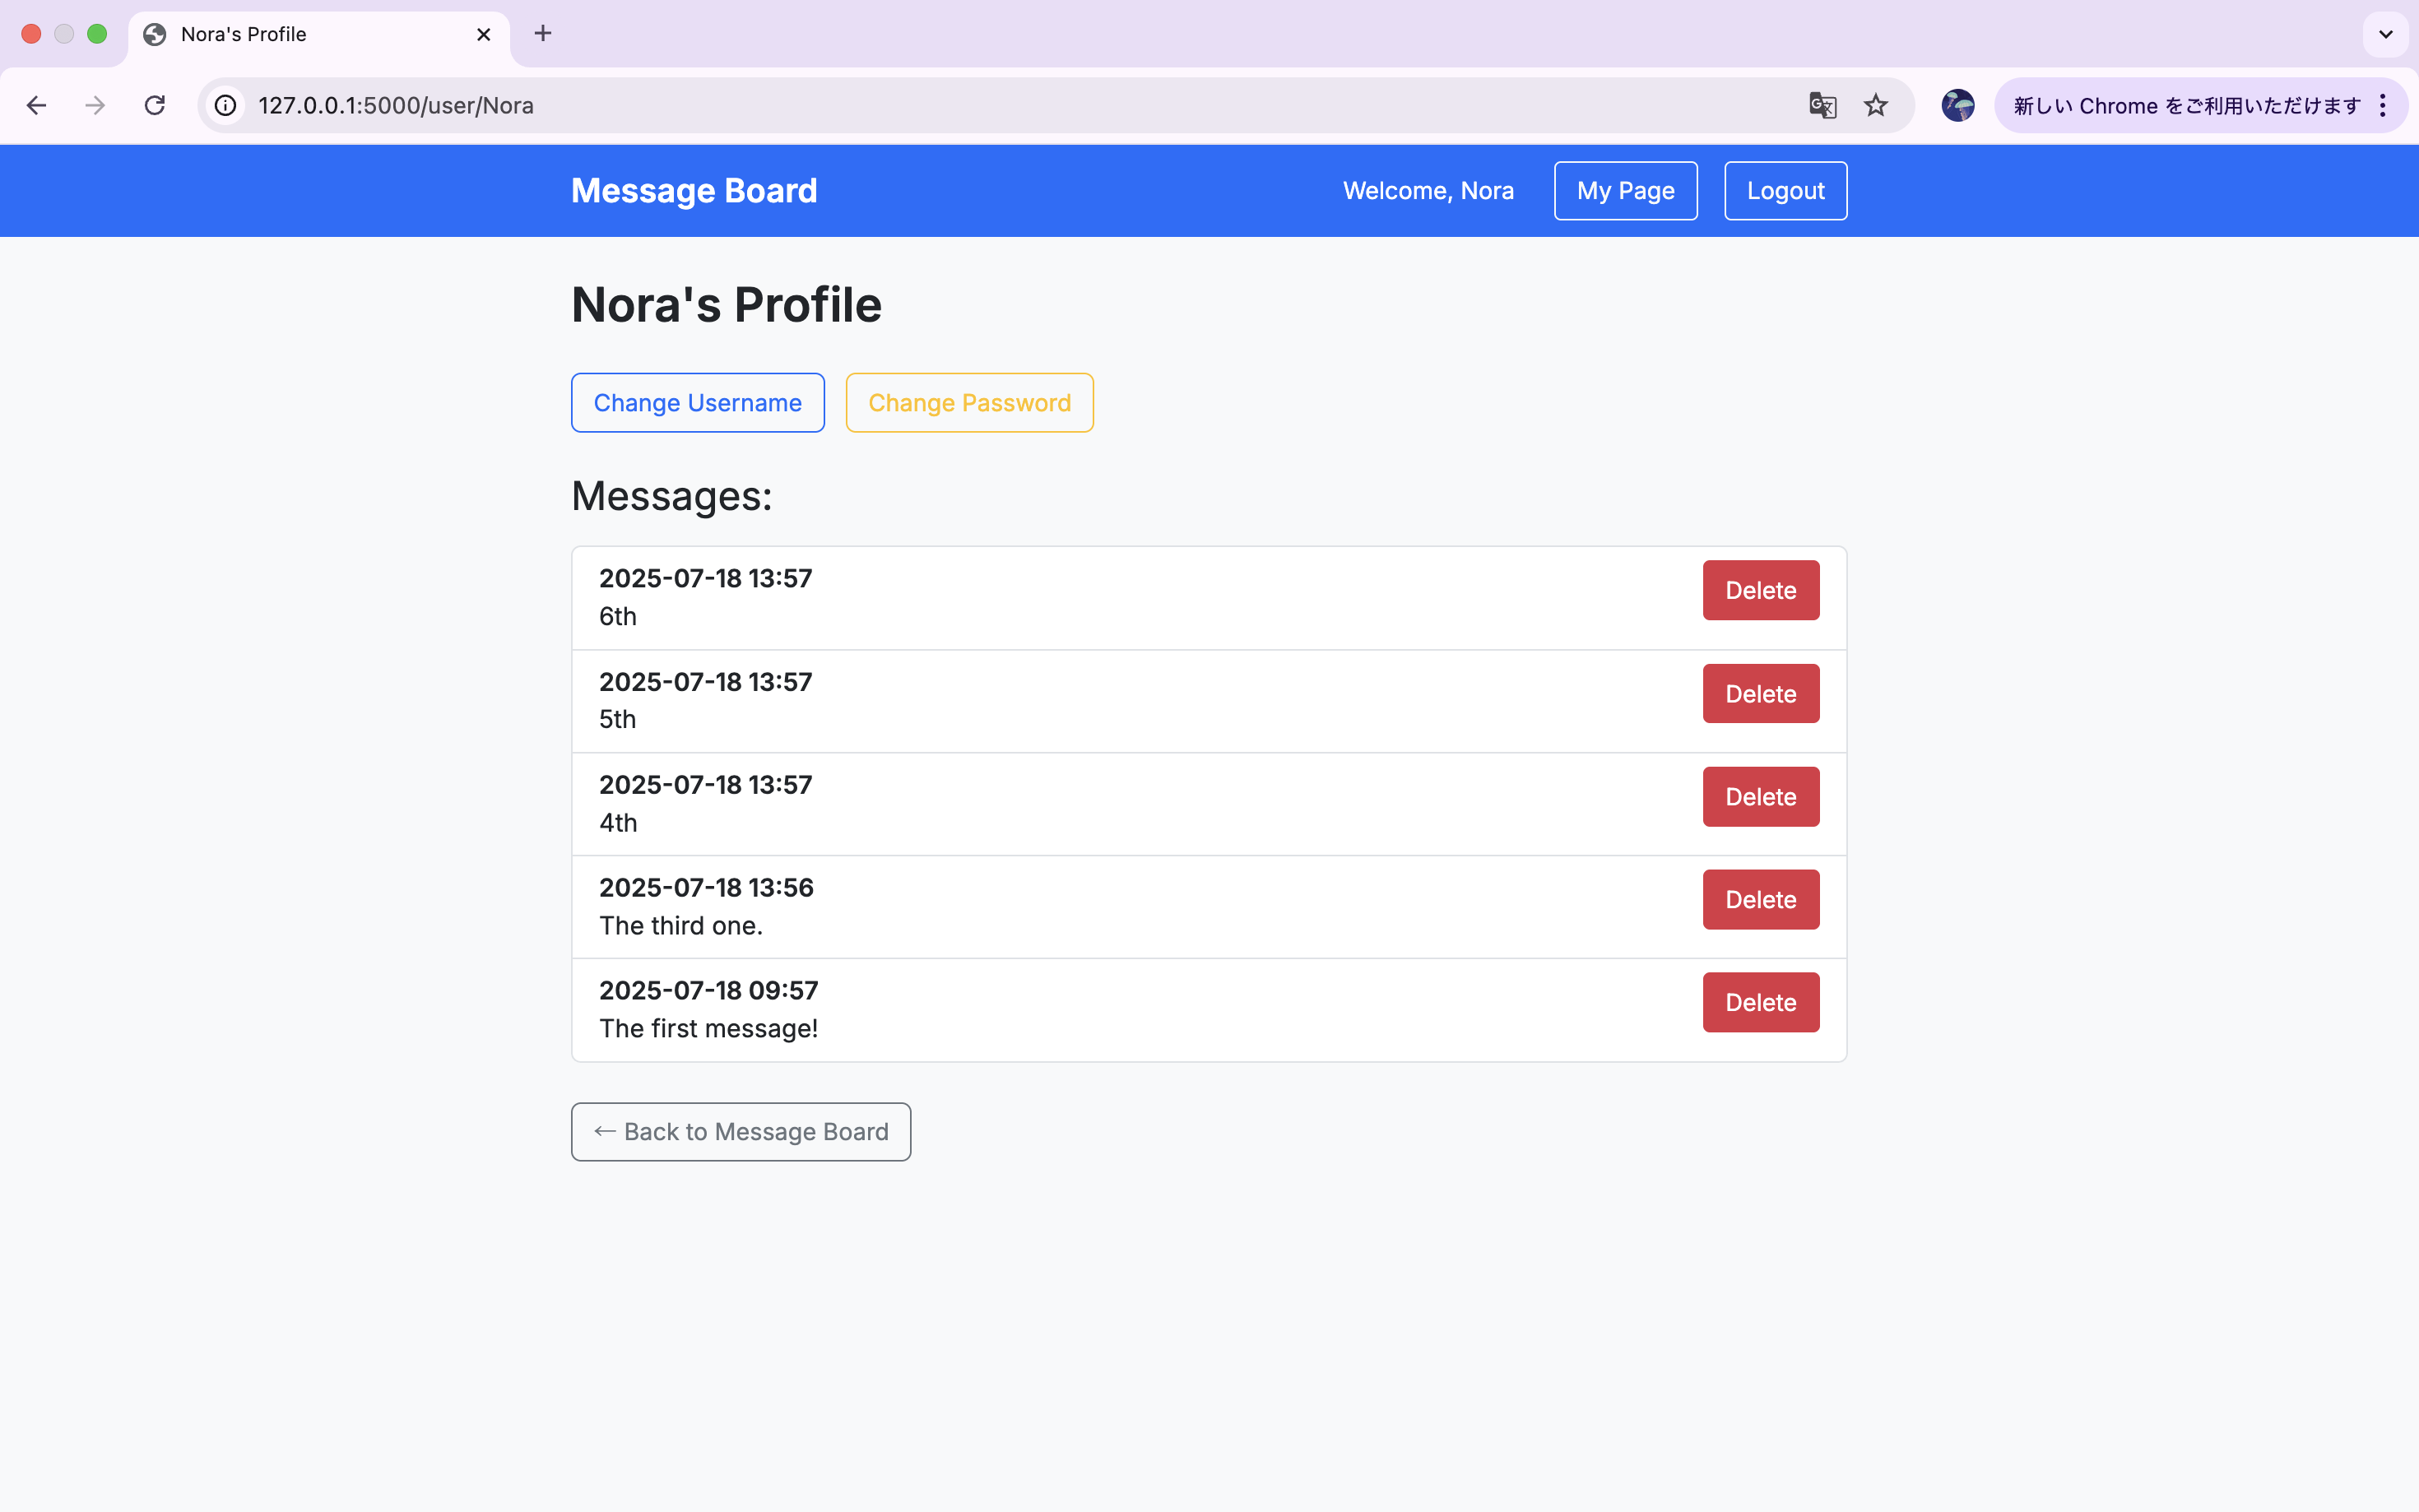 Nora's Profile
127.0.0.1:5000/user/Nora
新しい Chrome をご利用いただけます
Message Board
Welcome, Nora
My Page
Logout
Nora's Profile
Change Username
Change Password
Messages:
2025-07-18 13:57
6th
Delete
2025-07-18 13:57
5th
Delete
2025-07-18 13:57
4th
Delete
2025-07-18 13:56
The third one.
Delete
2025-07-18 09:57
The first message!
Delete
← Back to Message Board